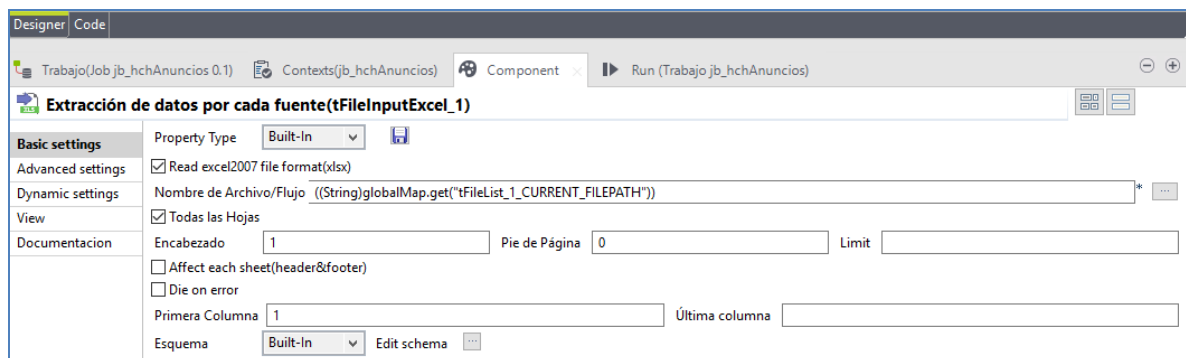 Designer Code
Trabajo(Job jb_hchAnuncios 0.1) Contexts(jb_hchAnuncios) Component Run (Trabajo jb_hchAnuncios)
Extracción de datos por cada fuente(tFileInputExcel_1)
Basic settings Property Type Built-In
Advanced settings Read excel2007 file format(xlsx)
Dynamic settings Nombre de Archivo/Flujo ((String)globalMap.get("tFileList_1_CURRENT_FILEPATH")) * ...
View Todas las Hojas
Documentacion Encabezado 1 Pie de Página 0 Limit
Affect each sheet(header&footer)
Die on error
Primera Columna 1 Última columna
Esquema Built-In Edit schema ...